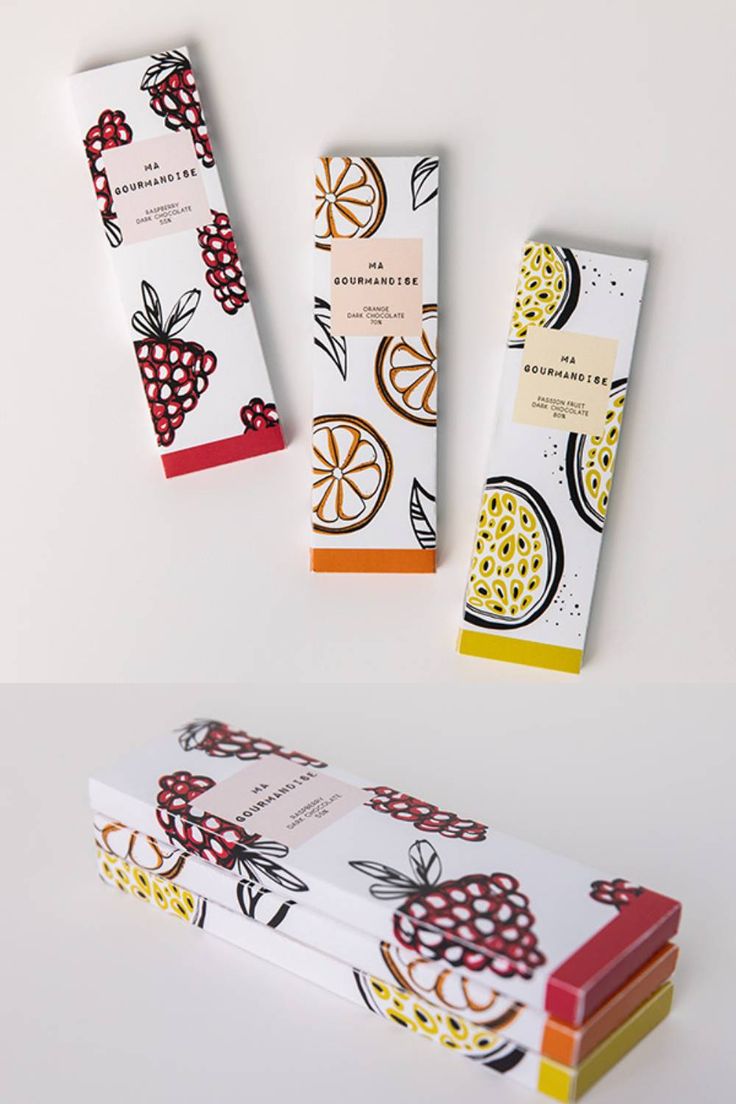 MA
GOURMANDISE
RASPBERRY
DARK CHOCOLATE
55%
MA
GOURMANDISE
ORANGE
DARK CHOCOLATE
70%
MA
GOURMANDISE
PASSION FRUIT
DARK CHOCOLATE
80%
MA
GOURMANDISE
RASPBERRY
DARK CHOCOLATE
55%